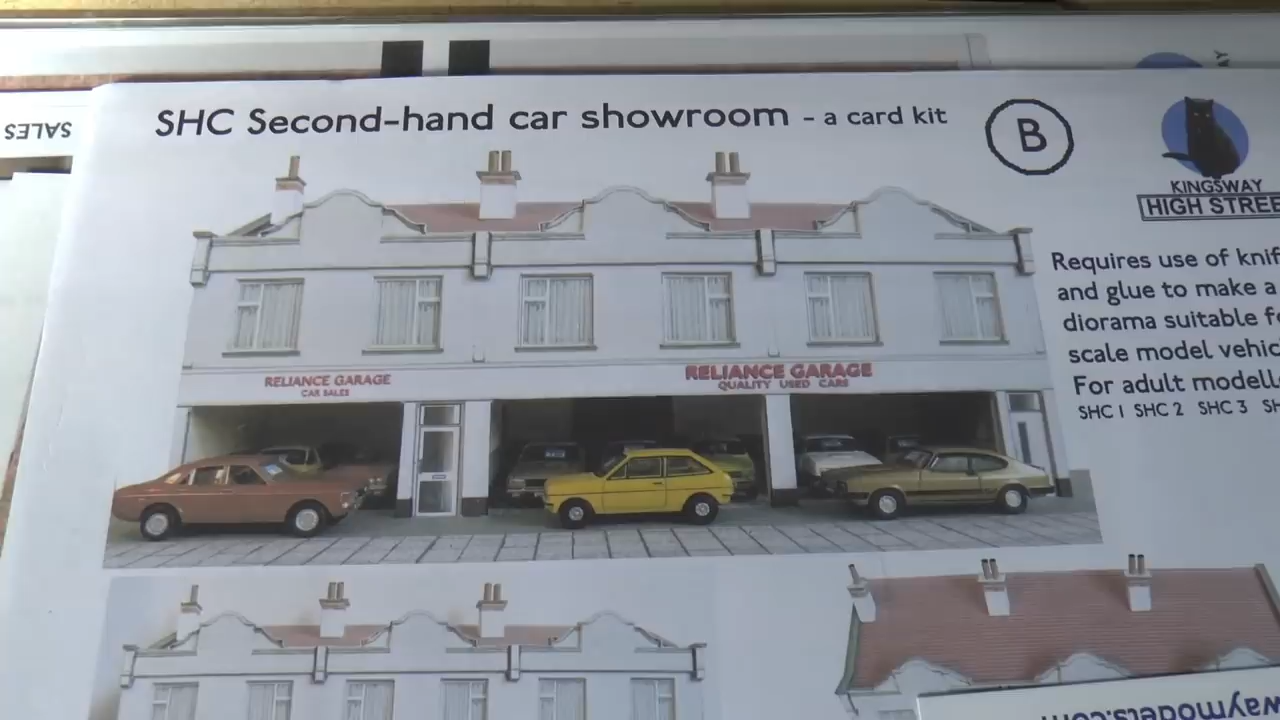 SALES
SHC Second-hand car showroom - a card kit
B
KINGSWAY
HIGH STREE
Requires use of knif
and glue to make a
diorama suitable fo
scale model vehic
For adult modell
SHC 1 SHC 2 SHC 3 SH
RELIANCE GARAGE
CAR SALES
RELIANCE GARAGE
QUALITY USED CARS
waymodels.com